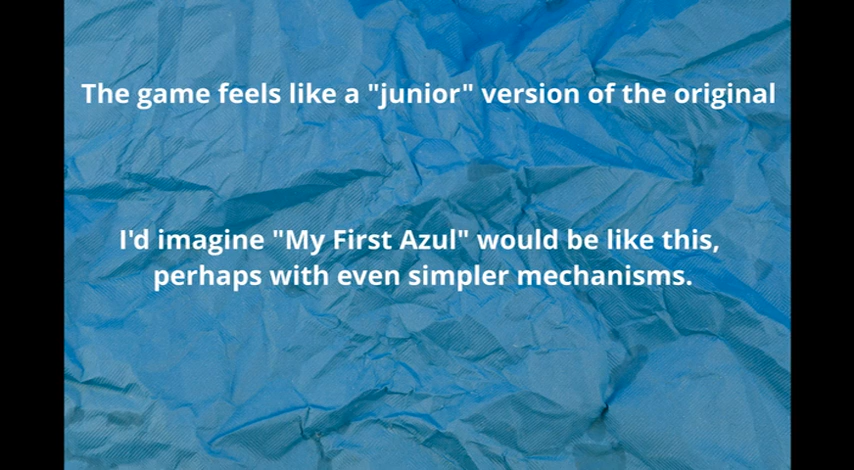 The game feels like a "junior" version of the original
I'd imagine "My First Azul" would be like this,
perhaps with even simpler mechanisms.